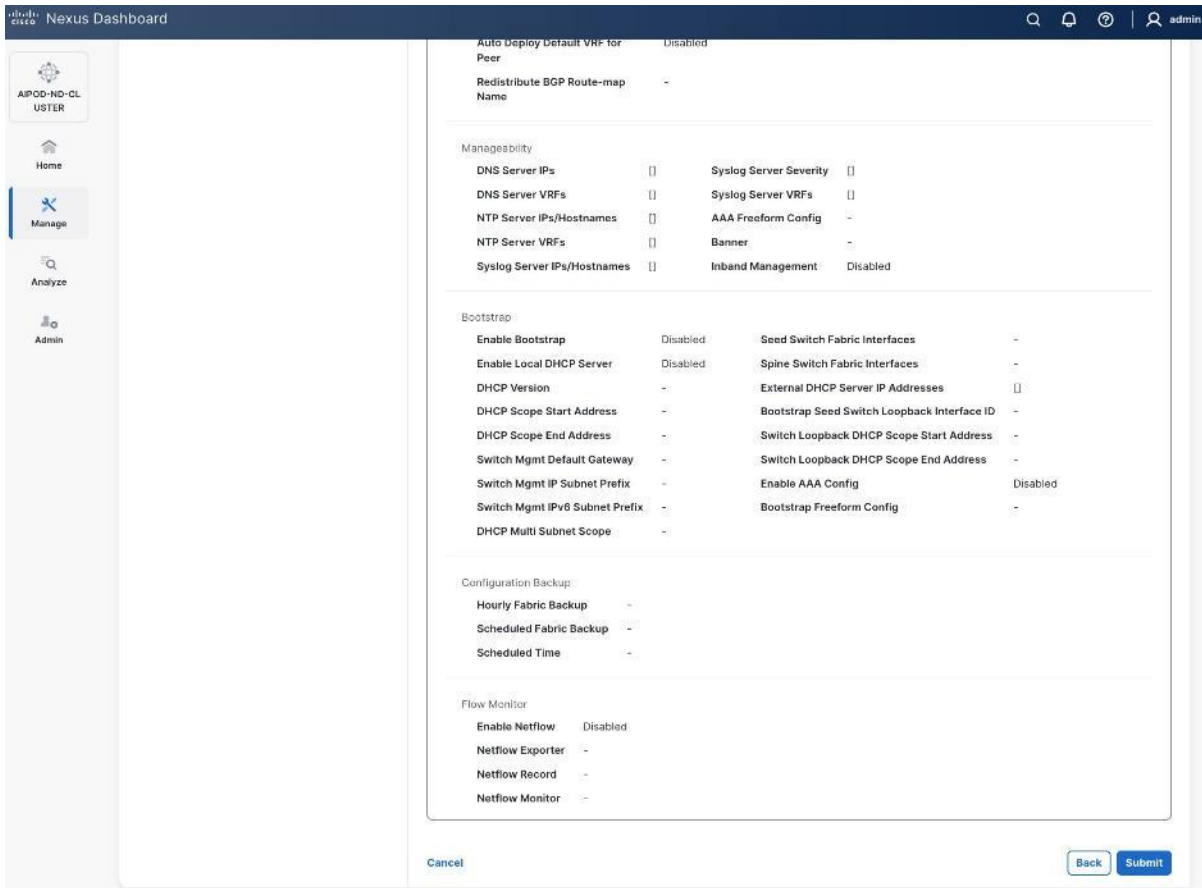 cisco Nexus Dashboard
admin
AIPOD-ND-CL
USTER
Home
Manage
Analyze
Admin
Auto Deploy Default VRF for Disabled
Peer
Redistribute BGP Route-map -
Name
Manageability
DNS Server IPs [] Syslog Server Severity []
DNS Server VRFs [] Syslog Server VRFs []
NTP Server IPs/Hostnames [] AAA Freeform Config -
NTP Server VRFs [] Banner -
Syslog Server IPs/Hostnames [] Inband Management Disabled
Bootstrap
Enable Bootstrap Disabled Seed Switch Fabric Interfaces -
Enable Local DHCP Server Disabled Spine Switch Fabric Interfaces -
DHCP Version - External DHCP Server IP Addresses []
DHCP Scope Start Address - Bootstrap Seed Switch Loopback Interface ID -
DHCP Scope End Address - Switch Loopback DHCP Scope Start Address -
Switch Mgmt Default Gateway - Switch Loopback DHCP Scope End Address -
Switch Mgmt IP Subnet Prefix - Enable AAA Config Disabled
Switch Mgmt IPv6 Subnet Prefix - Bootstrap Freeform Config -
DHCP Multi Subnet Scope -
Configuration Backup
Hourly Fabric Backup -
Scheduled Fabric Backup -
Scheduled Time -
Flow Monitor
Enable Netflow Disabled
Netflow Exporter -
Netflow Record -
Netflow Monitor -
Cancel Back Submit